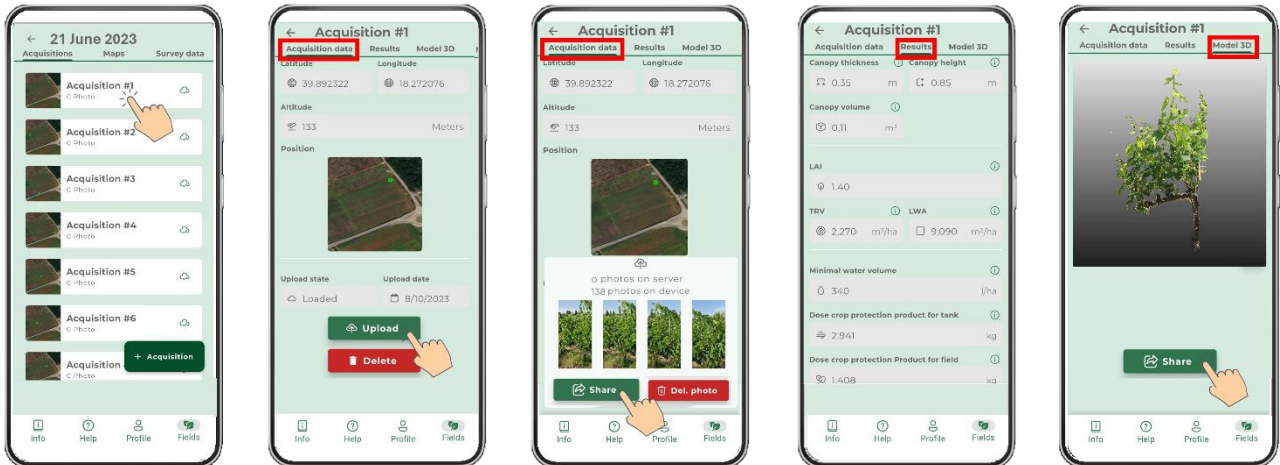 ← 21 June 2023
Acquisitions Maps Survey data
Acquisition #1
0 Photo
Acquisition #2
0 Photo
Acquisition #3
0 Photo
Acquisition #4
0 Photo
Acquisition #5
0 Photo
Acquisition #6
0 Photo
Acquisition
0 Photo
+ Acquisition
Info Help Profile Fields
← Acquisition #1
Acquisition data Results Model 3D
Latitude Longitude
39.892322 18.272076
Altitude
133 Meters
Position
Upload state Upload date
Loaded 8/10/2023
Upload
Delete
Info Help Profile Fields
← Acquisition #1
Acquisition data Results Model 3D
Latitude Longitude
39.892322 18.272076
Altitude
133 Meters
Position
0 photos on server
138 photos on device
Share Del. photo
Info Help Profile Fields
← Acquisition #1
Acquisition data Results Model 3D
Canopy thickness Canopy height
0.35 m 0.85 m
Canopy volume
0.11 m³
LAI
1.40
TRV LWA
2,270 m³/ha 9,090 m²/ha
Minimal water volume
340 l/ha
Dose crop protection product for tank
2.941 kg
Dose crop protection Product for field
1.408 kg
Info Help Profile Fields
← Acquisition #1
Acquisition data Results Model 3D
Share
Info Help Profile Fields